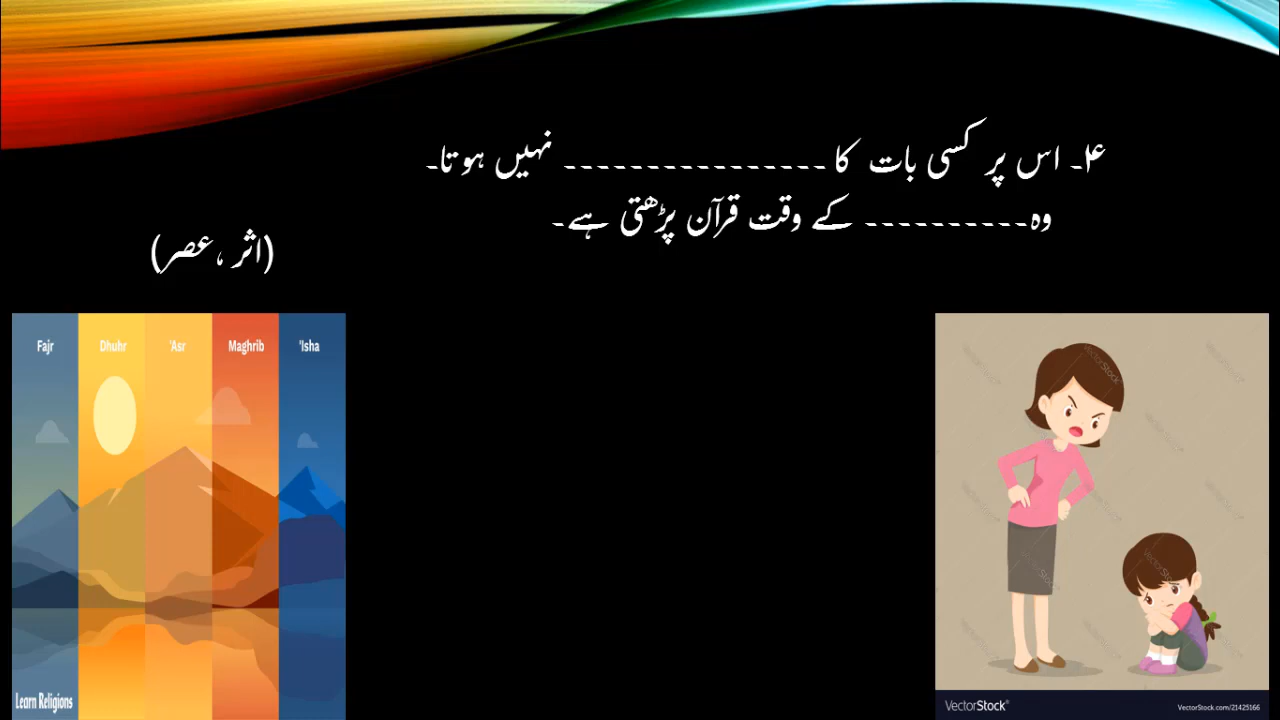 ۴۔ اس پر کسی بات کا ---------------- نہیں ہوتا۔
وہ---------- کے وقت قرآن پڑھتی ہے۔
(اثر ،عصر)
Fajr Dhuhr 'Asr Maghrib 'Isha
Learn Religions
VectorStock
VectorStock® VectorStock.com/21425166